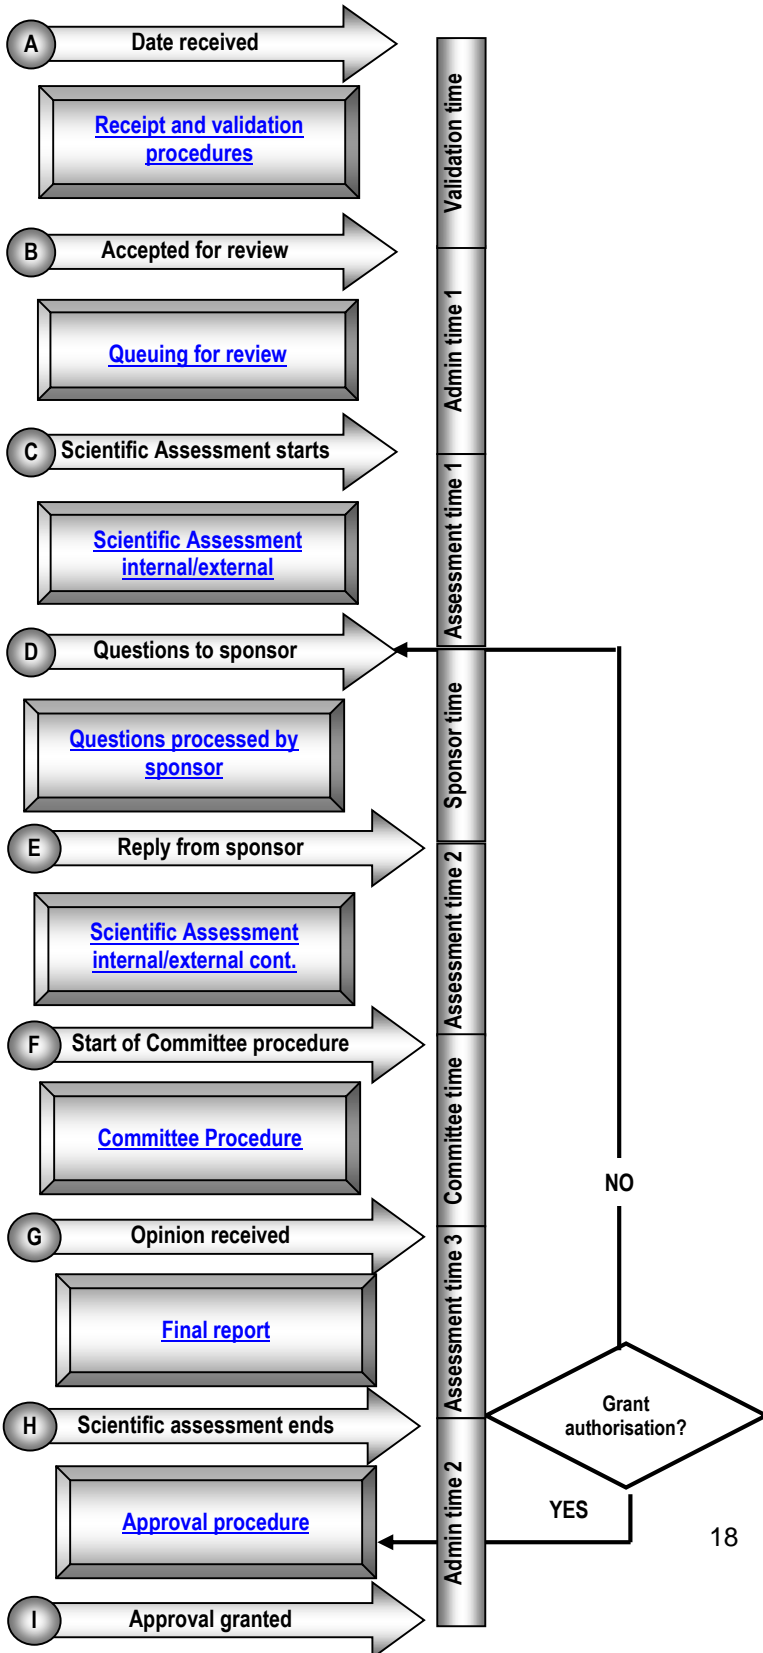 A
Date received
Receipt and validation
procedures
Validation time
B
Accepted for review
Queuing for review
Admin time 1
C
Scientific Assessment starts
Scientific Assessment
internal/external
Assessment time 1
D
Questions to sponsor
Questions processed by
sponsor
Sponsor time
E
Reply from sponsor
Scientific Assessment
internal/external cont.
Assessment time 2
F
Start of Committee procedure
Committee Procedure
Committee time
NO
G
Opinion received
Final report
Assessment time 3
Grant
authorisation?
H
Scientific assessment ends
Approval procedure
Admin time 2
YES
18
I
Approval granted